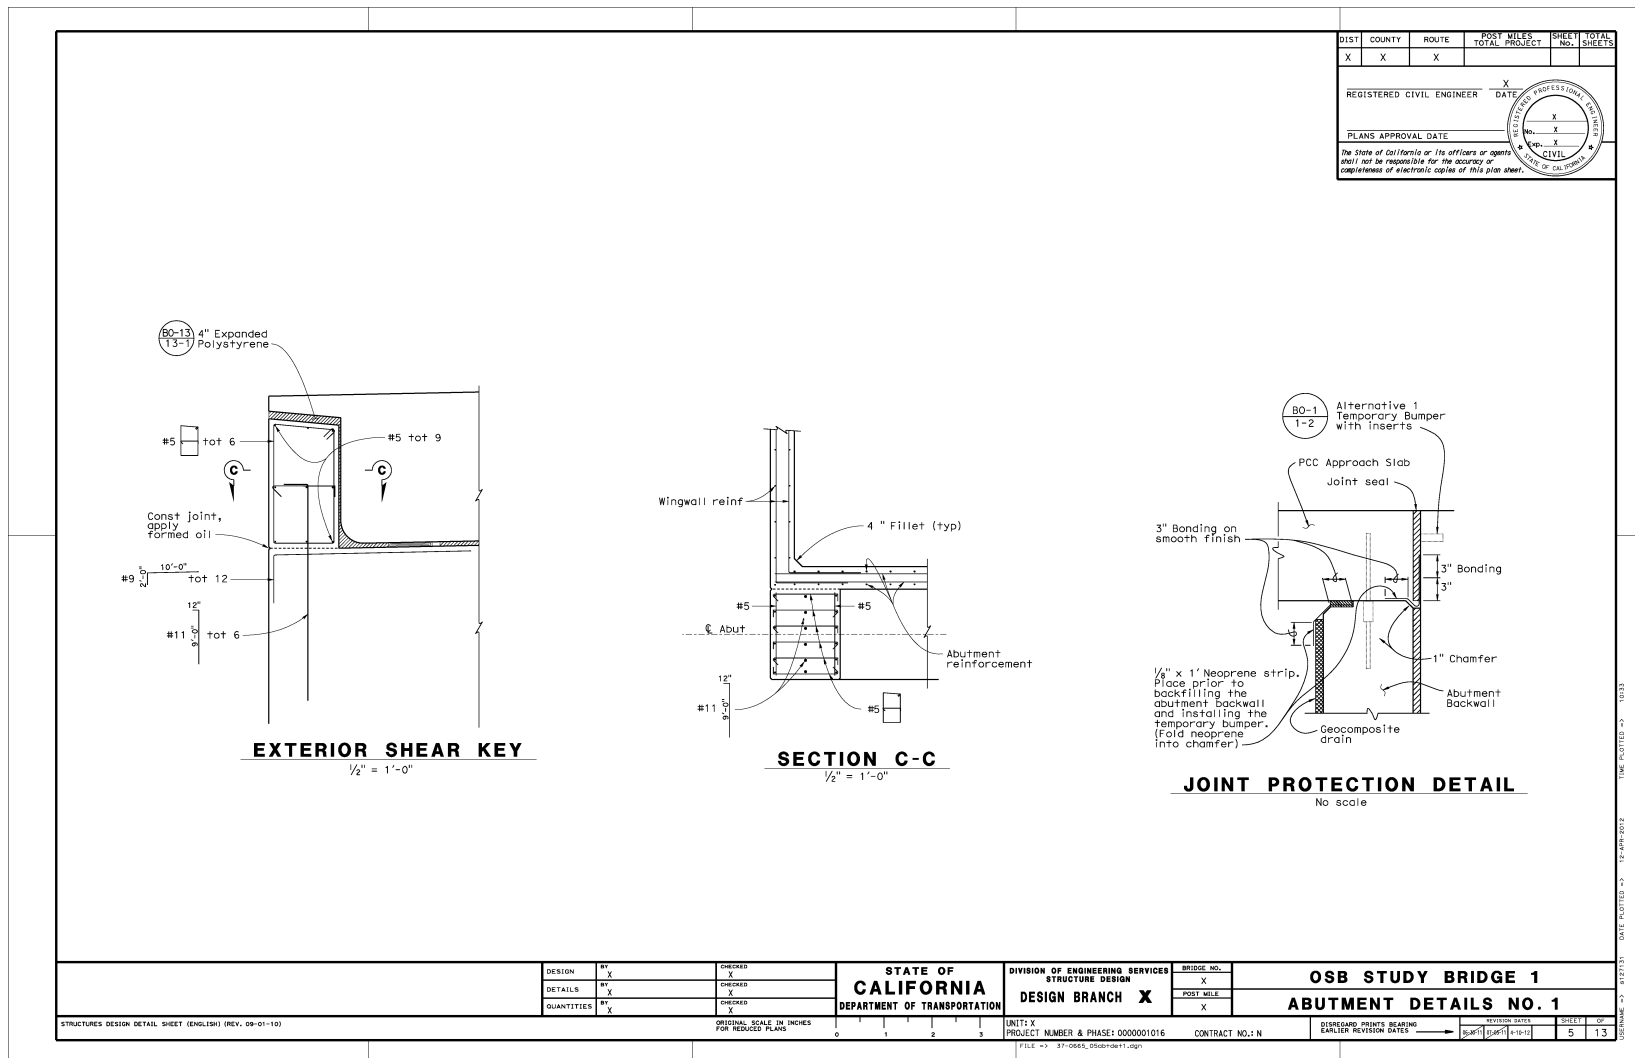 DIST COUNTY ROUTE POST MILES TOTAL PROJECT SHEET No. TOTAL SHEETS
X X X
X
REGISTERED CIVIL ENGINEER DATE
PLANS APPROVAL DATE
The State of California or its officers or agents
shall not be responsible for the accuracy or
completeness of electronic copies of this plan sheet.
REGISTERED PROFESSIONAL ENGINEER
X
No. X
Exp. X
CIVIL
STATE OF CALIFORNIA
BO-13
13-1
4" Expanded
Polystyrene
#5 tot 6
#5 tot 9
C C
Const joint,
apply
formed oil
#9 2'-0" 10'-0" tot 12
12"
#11 9'-0" tot 6
EXTERIOR SHEAR KEY
1/2" = 1'-0"
Wingwall reinf
4 " Fillet (typ)
#5 #5
℄ Abut
Abutment
reinforcement
12"
#11 9'-0"
#5
SECTION C-C
1/2" = 1'-0"
BO-1
1-2
Alternative 1
Temporary Bumper
with inserts
PCC Approach Slab
Joint seal
3" Bonding on
smooth finish
3" Bonding
3"
1" Chamfer
1/8" x 1' Neoprene strip.
Place prior to
backfilling the
abutment backwall
and installing the
temporary bumper.
(Fold neoprene
into chamfer)
Abutment
Backwall
Geocomposite
drain
JOINT PROTECTION DETAIL
No scale
DESIGN BY X CHECKED X
DETAILS BY X CHECKED X
QUANTITIES BY X CHECKED X
STATE OF
CALIFORNIA
DEPARTMENT OF TRANSPORTATION
DIVISION OF ENGINEERING SERVICES
STRUCTURE DESIGN
DESIGN BRANCH X
BRIDGE NO.
X
POST MILE
X
OSB STUDY BRIDGE 1
ABUTMENT DETAILS NO. 1
STRUCTURES DESIGN DETAIL SHEET (ENGLISH) (REV. 09-01-10)
ORIGINAL SCALE IN INCHES
FOR REDUCED PLANS
0 1 2 3
UNIT: X
PROJECT NUMBER & PHASE: 0000001016 CONTRACT NO.: N
DISREGARD PRINTS BEARING
EARLIER REVISION DATES
REVISION DATES
4-10-12
SHEET OF
5 13
FILE => 37-0665_05abtdet1.dgn
USERNAME => s127131 DATE PLOTTED => 12-APR-2012 TIME PLOTTED => 10:33